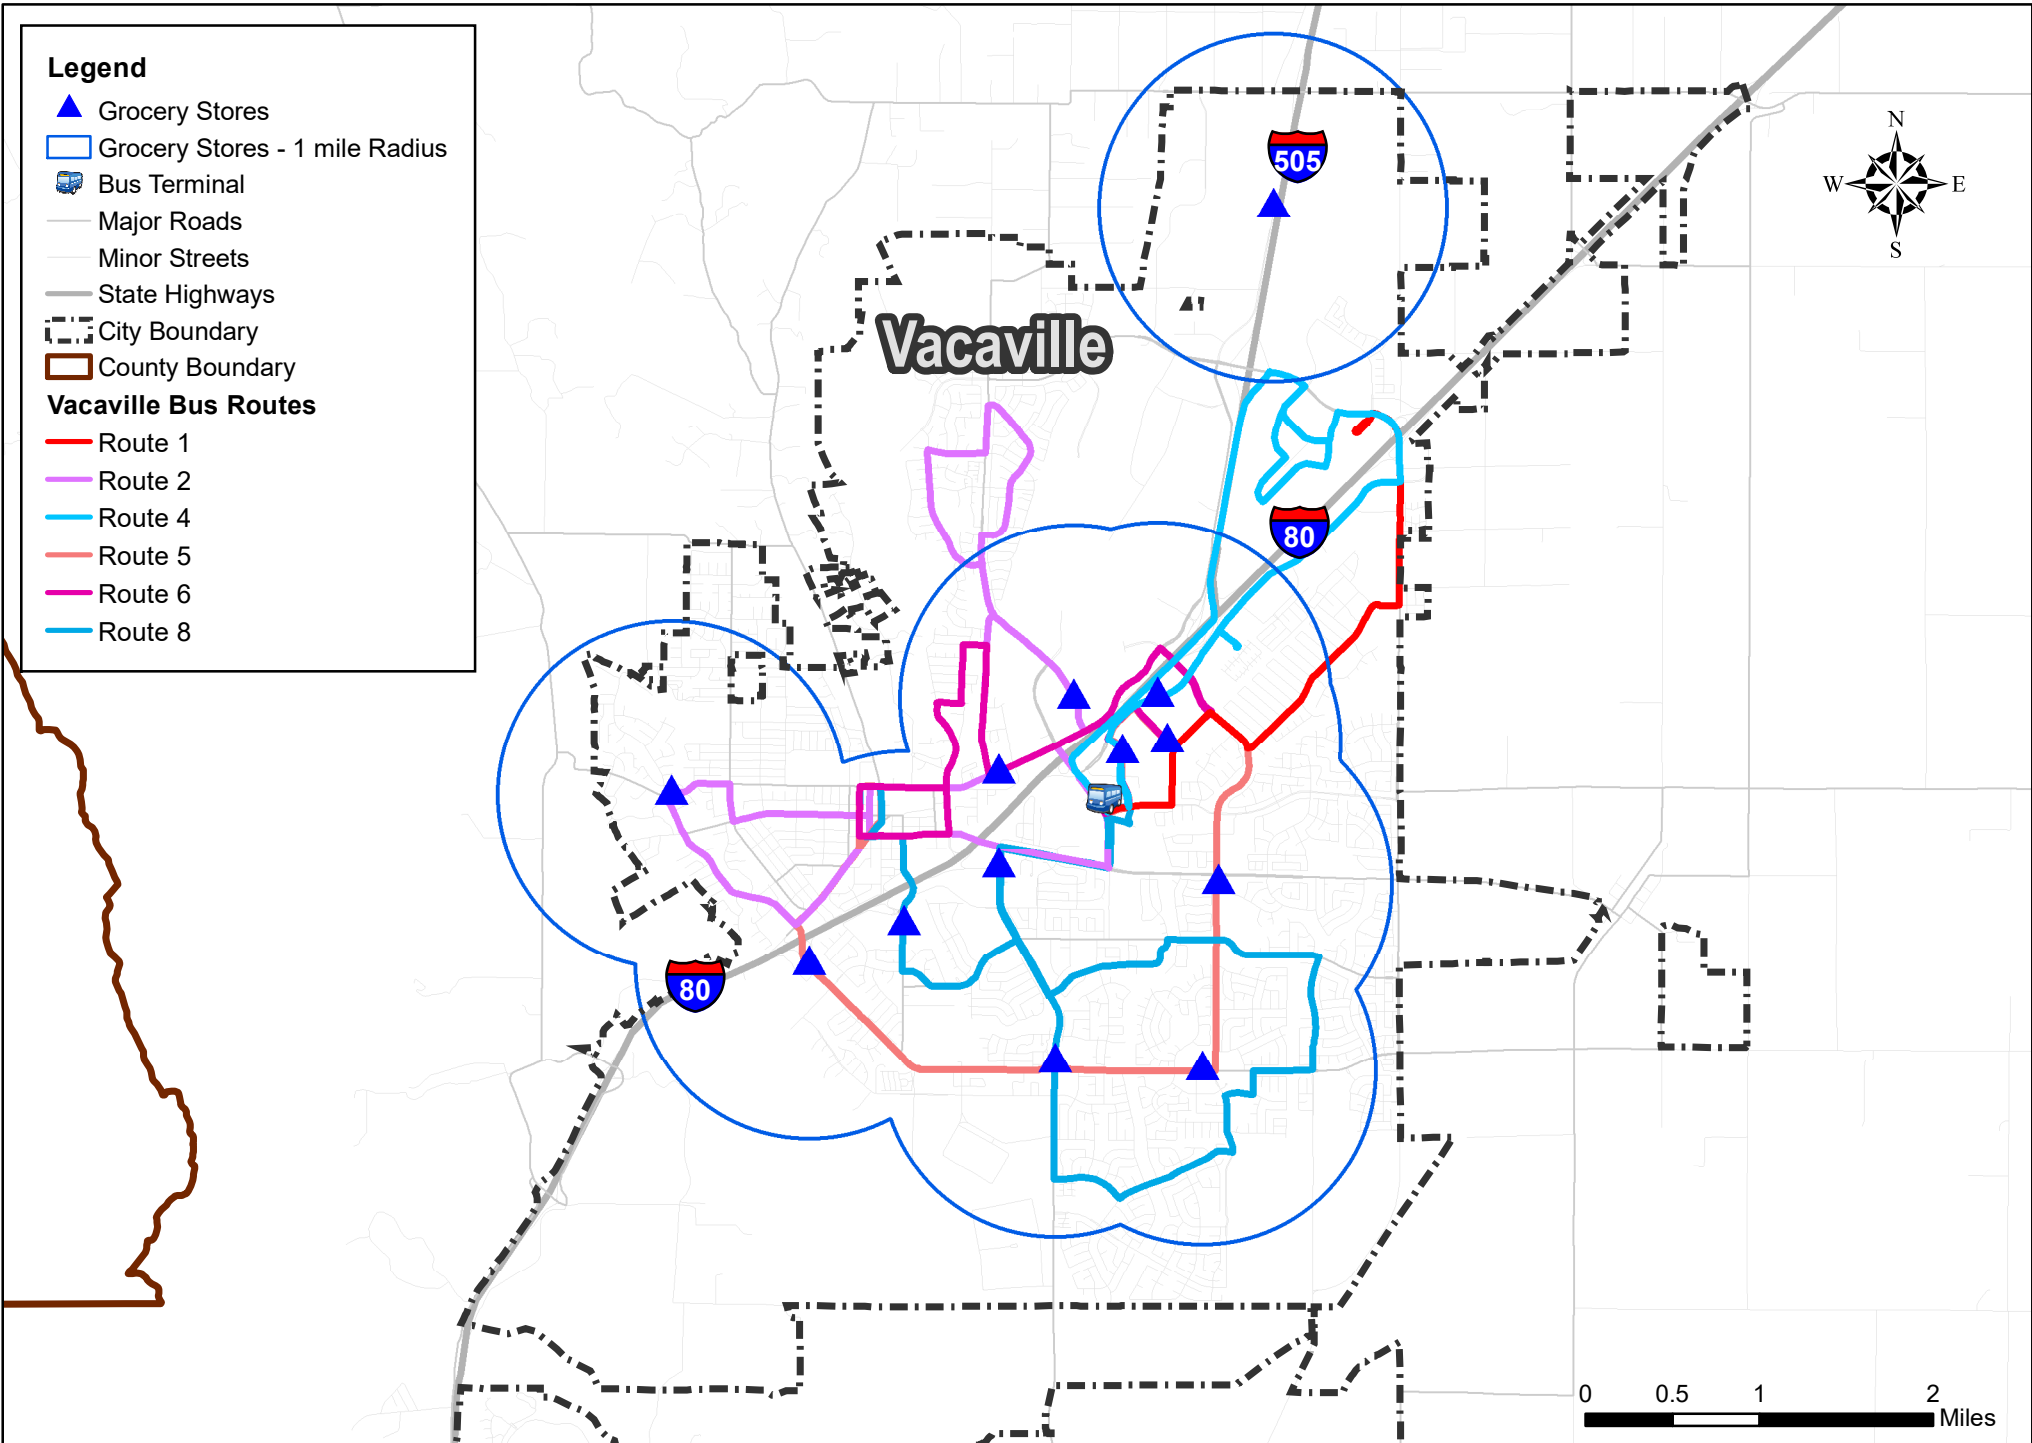 Legend
Grocery Stores
Grocery Stores - 1 mile Radius
Bus Terminal
Major Roads
Minor Streets
State Highways
City Boundary
County Boundary
Vacaville Bus Routes
Route 1
Route 2
Route 4
Route 5
Route 6
Route 8
505
N
W E
S
Vacaville
80
80
0 0.5 1 2
Miles